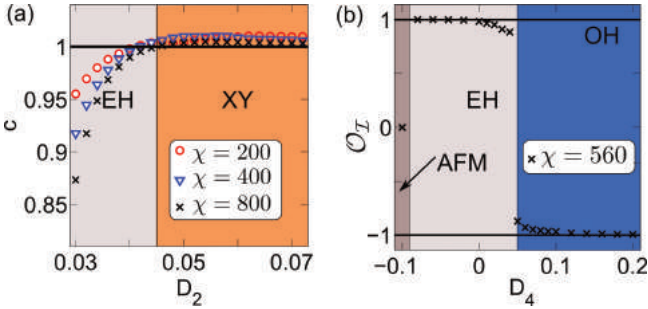 (a)
1
0.95
0.9
0.85
c
EH
XY
χ = 200
χ = 400
χ = 800
0.03
0.05
0.07
D₂
(b)
1
0
−1
𝒪_ℐ
OH
EH
χ = 560
AFM
−0.1
0
0.1
0.2
D₄